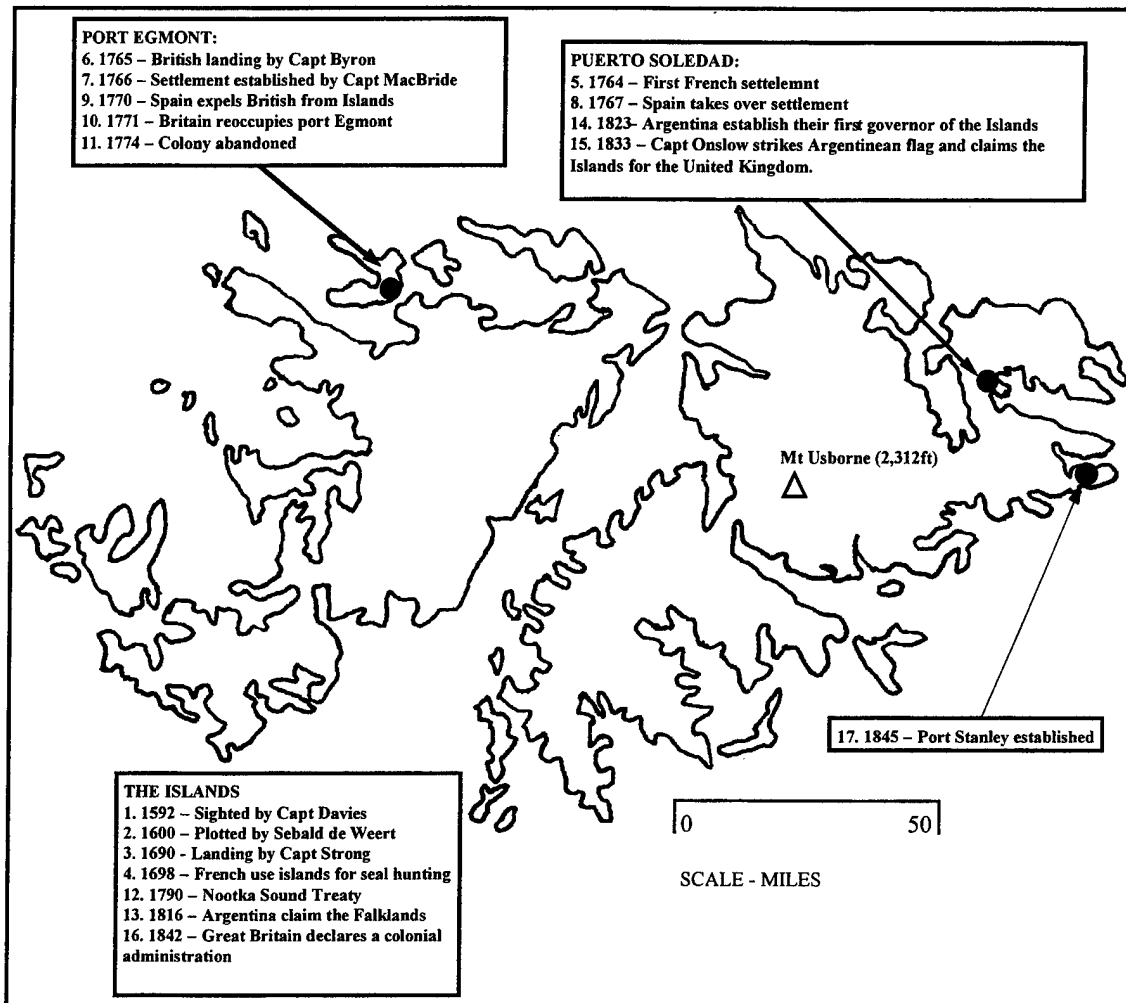 PORT EGMONT:
6. 1765 – British landing by Capt Byron
7. 1766 – Settlement established by Capt MacBride
9. 1770 – Spain expels British from Islands
10. 1771 – Britain reoccupies port Egmont
11. 1774 – Colony abandoned
PUERTO SOLEDAD:
5. 1764 – First French settelemnt
8. 1767 – Spain takes over settlement
14. 1823- Argentina establish their first governor of the Islands
15. 1833 – Capt Onslow strikes Argentinean flag and claims the
Islands for the United Kingdom.
Mt Usborne (2,312ft)
17. 1845 – Port Stanley established
THE ISLANDS
1. 1592 – Sighted by Capt Davies
2. 1600 – Plotted by Sebald de Weert
3. 1690 - Landing by Capt Strong
4. 1698 – French use islands for seal hunting
12. 1790 – Nootka Sound Treaty
13. 1816 – Argentina claim the Falklands
16. 1842 – Great Britain declares a colonial
administration
0 50
SCALE - MILES